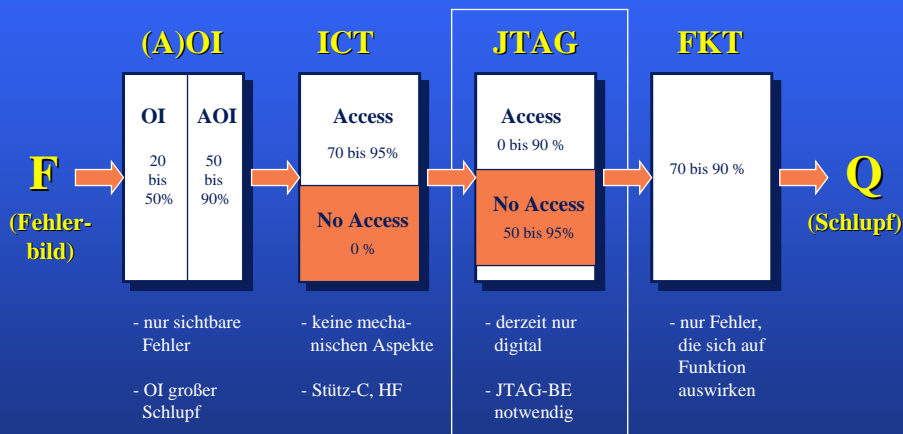 (A)OI
ICT
JTAG
FKT
F
(Fehler-
bild)
OI
20
bis
50%
AOI
50
bis
90%
Access
70 bis 95%
No Access
0 %
Access
0 bis 90 %
No Access
50 bis 95%
70 bis 90 %
Q
(Schlupf)
- nur sichtbare
Fehler
- OI großer
Schlupf
- keine mecha-
nischen Aspekte
- Stütz-C, HF
- derzeit nur
digital
- JTAG-BE
notwendig
- nur Fehler,
die sich auf
Funktion
auswirken